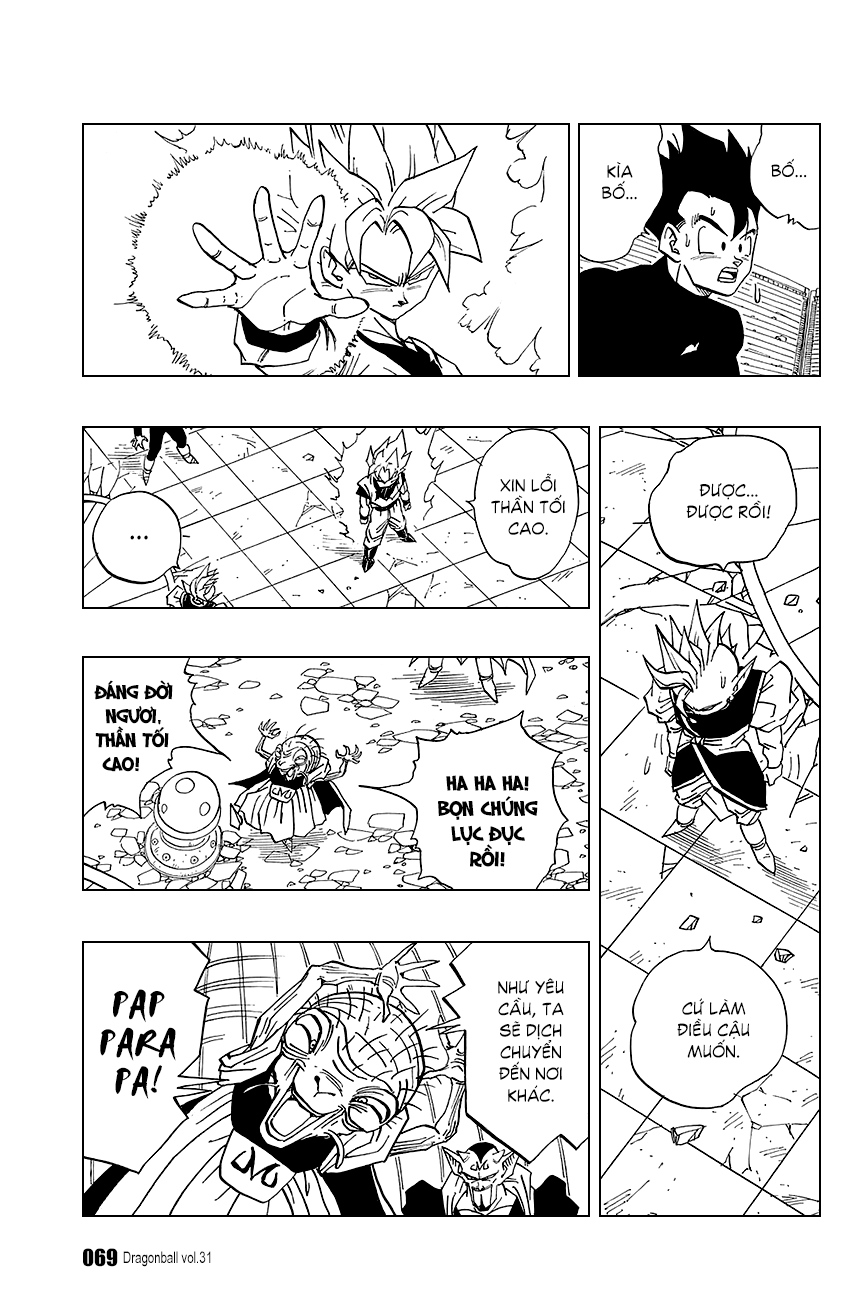 BỐ...
KÌA
BỐ...
ĐƯỢC...
ĐƯỢC RỒI!
CỨ LÀM
ĐIỀU CẬU
MUỐN.
XIN LỖI
THẦN TỐI
CAO.
...
HA HA HA!
BỌN CHÚNG
LỤC ĐỤC
RỒI!
ĐÁNG ĐỜI
NGƯƠI,
THẦN TỐI
CAO!
NHƯ YÊU
CẦU, TA
SẼ DỊCH
CHUYỂN
ĐẾN NƠI
KHÁC.
PAP
PARA
PA!
069 Dragonball vol.31